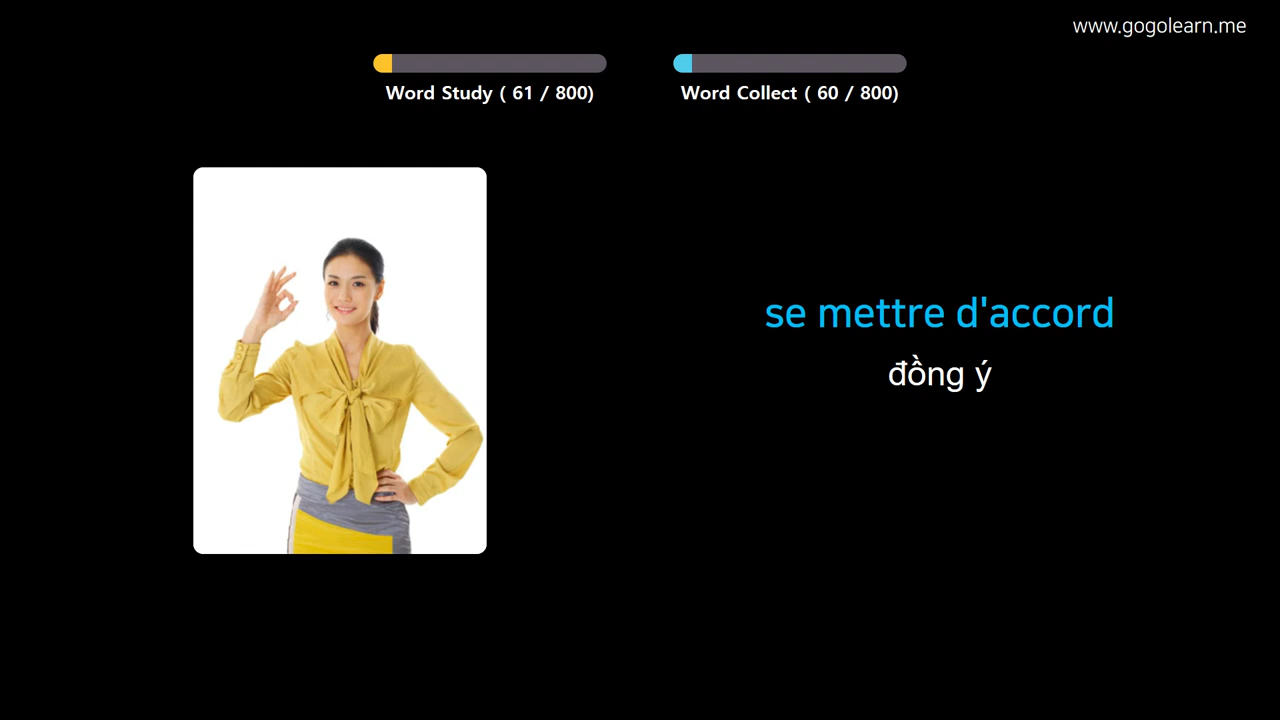 www.gogolearn.me
Word Study ( 61 / 800)
Word Collect ( 60 / 800)
se mettre d'accord
đồng ý